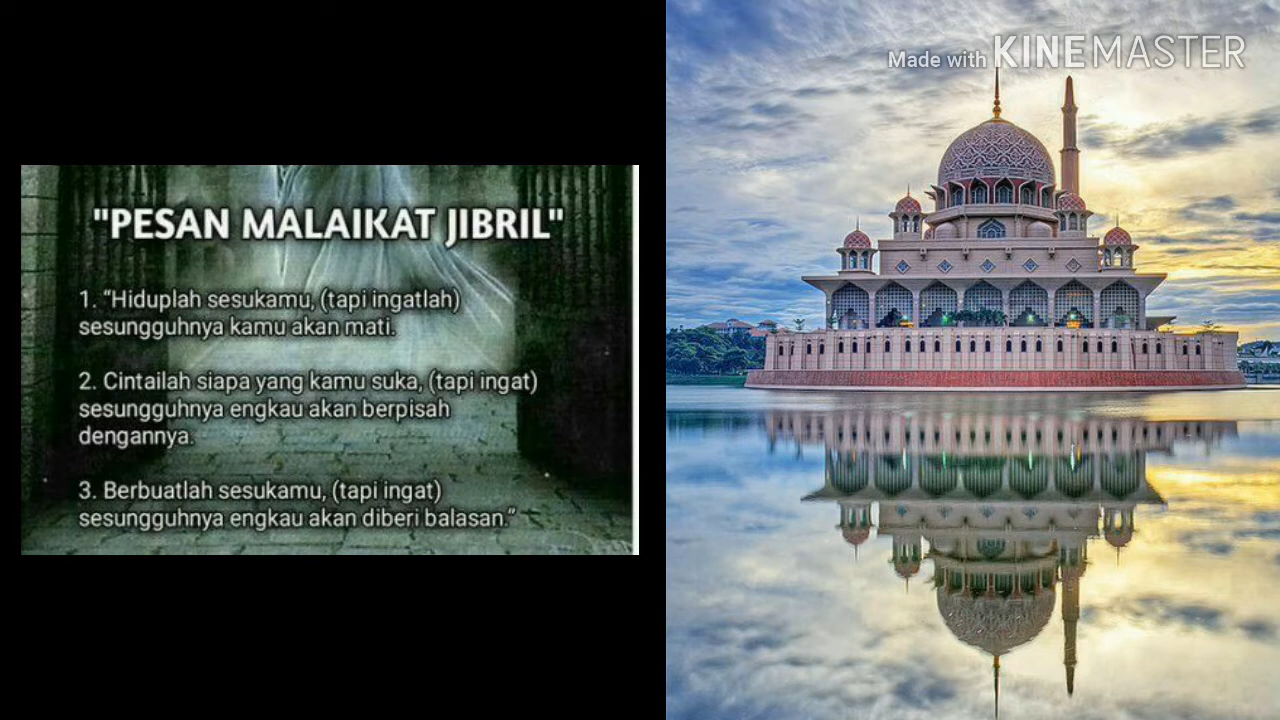 "PESAN MALAIKAT JIBRIL"
1. “Hiduplah sesukamu, (tapi ingatlah)
sesungguhnya kamu akan mati.
2. Cintailah siapa yang kamu suka, (tapi ingat)
sesungguhnya engkau akan berpisah
dengannya.
3. Berbuatlah sesukamu, (tapi ingat)
sesungguhnya engkau akan diberi balasan.”
Made with KINEMASTER